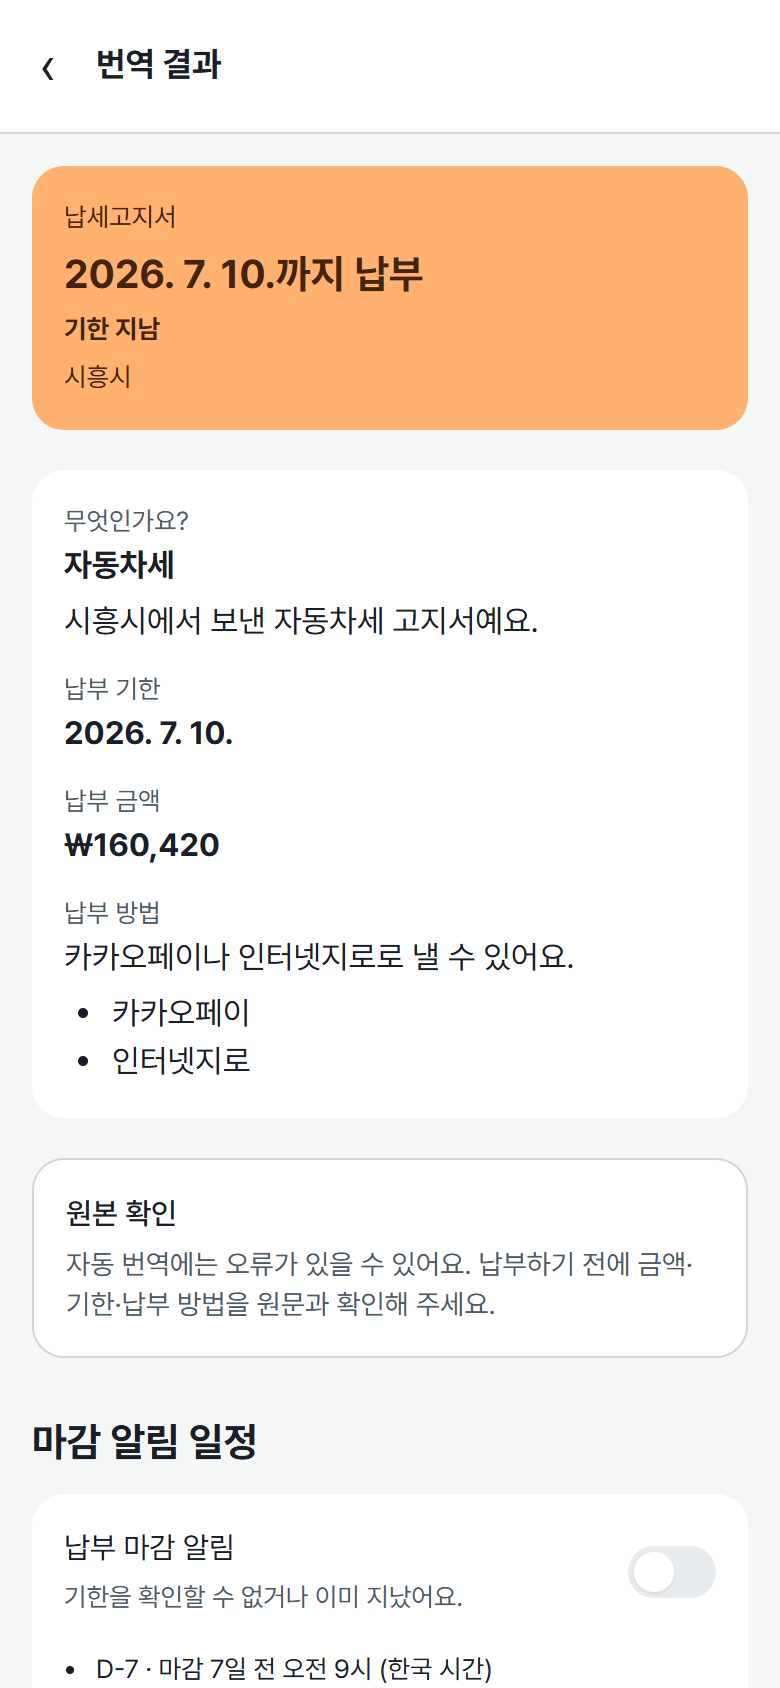 번역 결과
납세고지서
2026. 7. 10.까지 납부
기한 지남
시흥시
무엇인가요?
자동차세
시흥시에서 보낸 자동차세 고지서예요.
납부 기한
2026. 7. 10.
납부 금액
₩160,420
납부 방법
카카오페이나 인터넷지로로 낼 수 있어요.
• 카카오페이
• 인터넷지로
원본 확인
자동 번역에는 오류가 있을 수 있어요. 납부하기 전에 금액·
기한·납부 방법을 원문과 확인해 주세요.
마감 알림 일정
납부 마감 알림
기한을 확인할 수 없거나 이미 지났어요.
• D-7 · 마감 7일 전 오전 9시 (한국 시간)